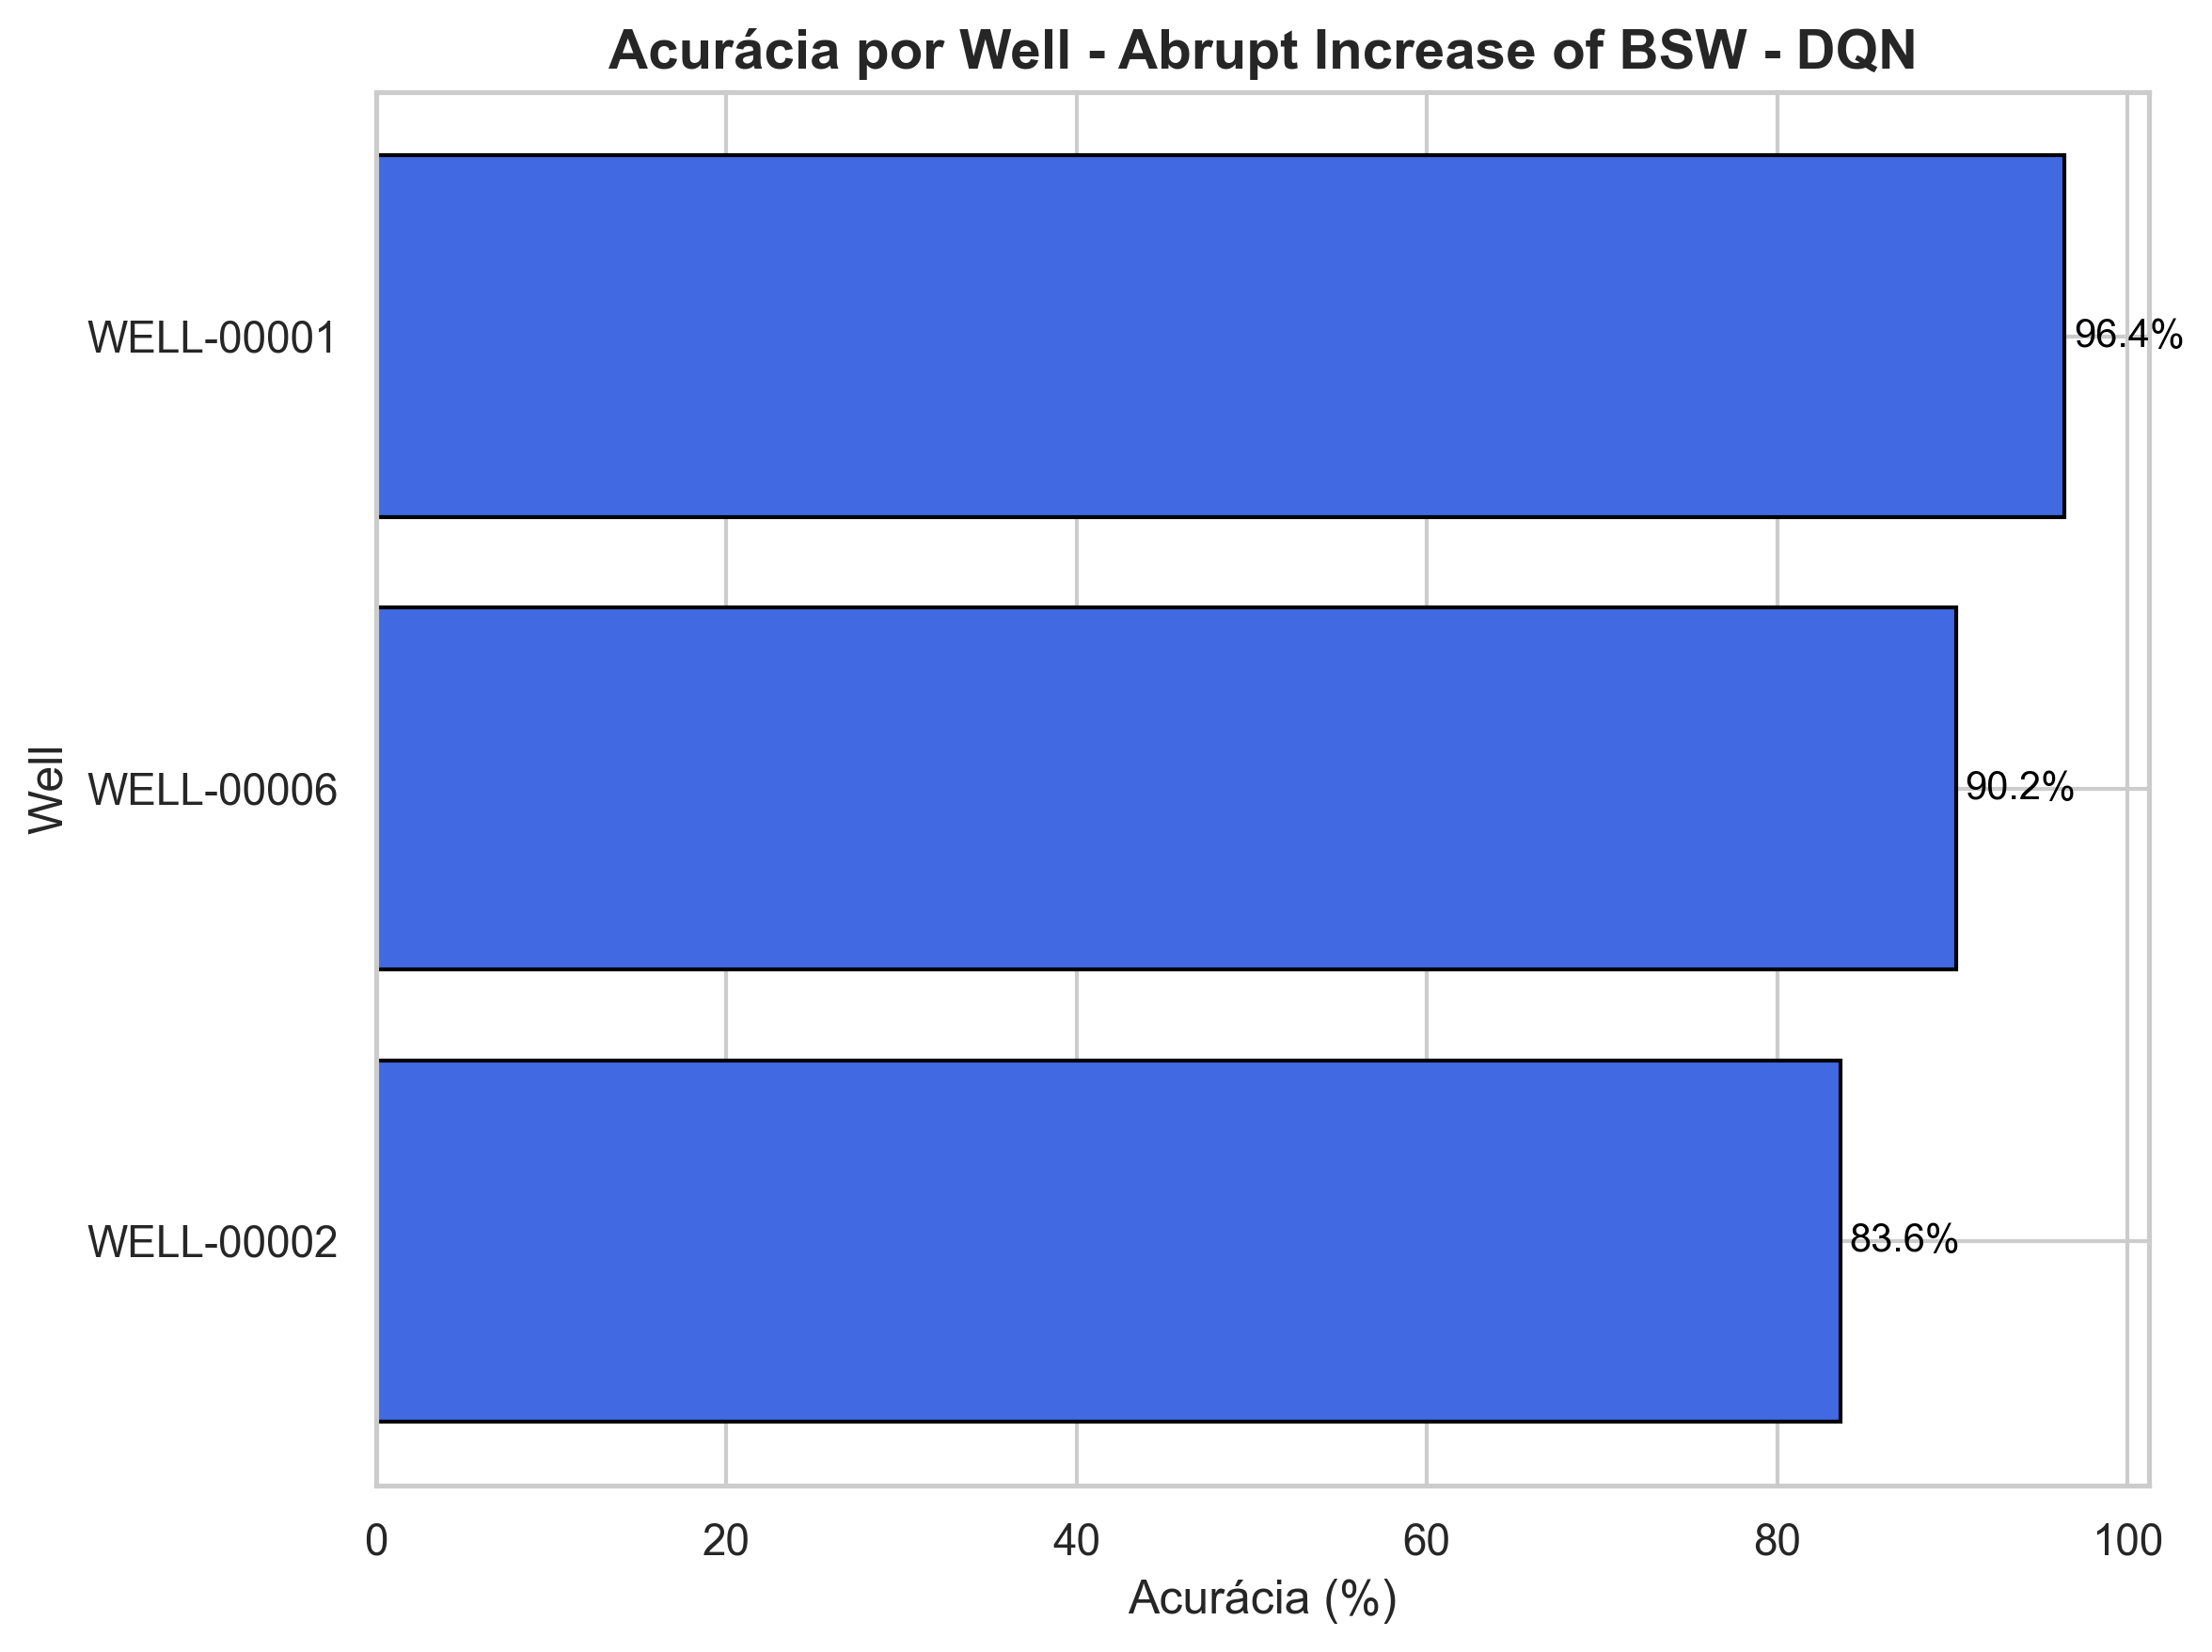 Acurácia por Well - Abrupt Increase of BSW - DQN
Well
WELL-00001
96.4%
WELL-00006
90.2%
WELL-00002
83.6%
0 20 40 60 80 100
Acurácia (%)